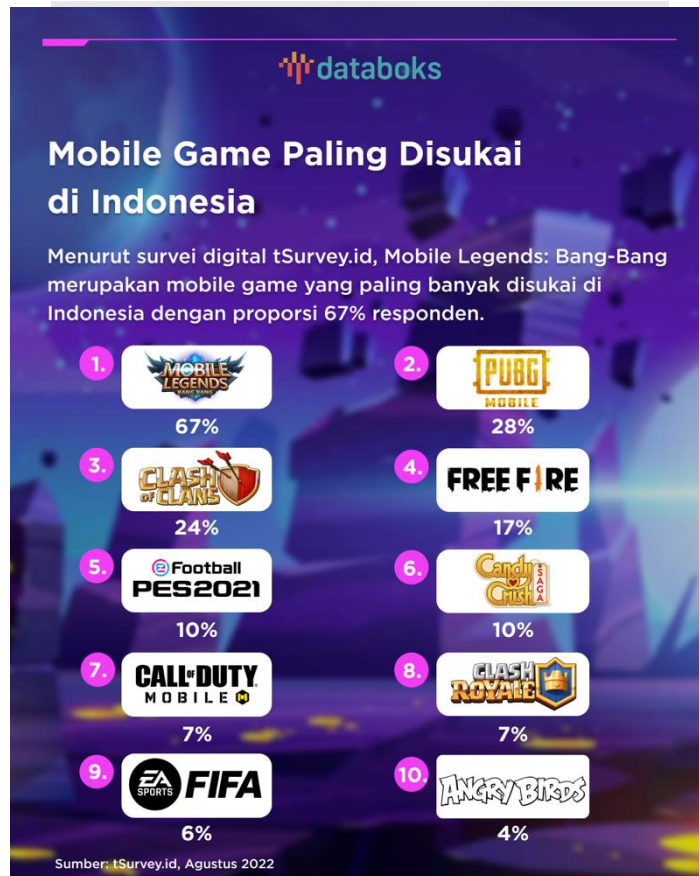 databoks
Mobile Game Paling Disukai
di Indonesia
Menurut survei digital tSurvey.id, Mobile Legends: Bang-Bang
merupakan mobile game yang paling banyak disukai di
Indonesia dengan proporsi 67% responden.
1.
MOBILE
LEGENDS
BANG BANG
67%
2.
PUBG
MOBILE
28%
3.
CLASH
OF CLANS
24%
4.
FREE FIRE
17%
5.
eFootball
PES2021
10%
6.
Candy
Crush
SAGA
10%
7.
CALL OF DUTY
MOBILE
7%
8.
CLASH
ROYALE
7%
9.
EA
SPORTS
FIFA
6%
10.
ANGRY BIRDS
4%
Sumber: tSurvey.id, Agustus 2022